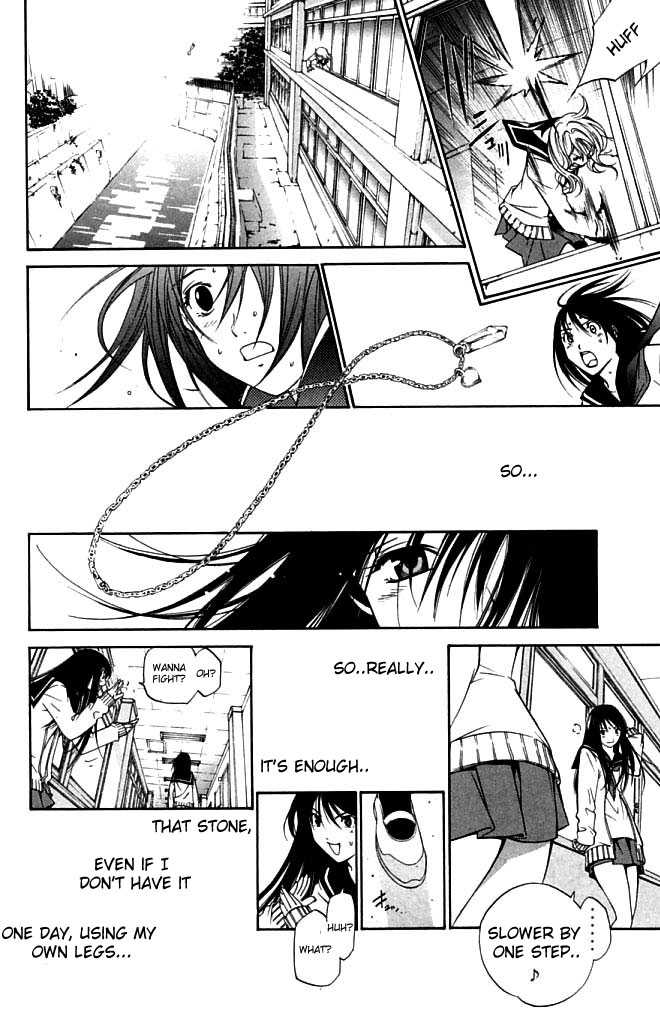 HUFF
SO...
SLOWER BY
ONE STEP..
♪
SO..REALLY..
OH?
WANNA
FIGHT?
IT'S ENOUGH..
HUH?
WHAT?
THAT STONE,
EVEN IF I
DON'T HAVE IT
ONE DAY, USING MY
OWN LEGS...